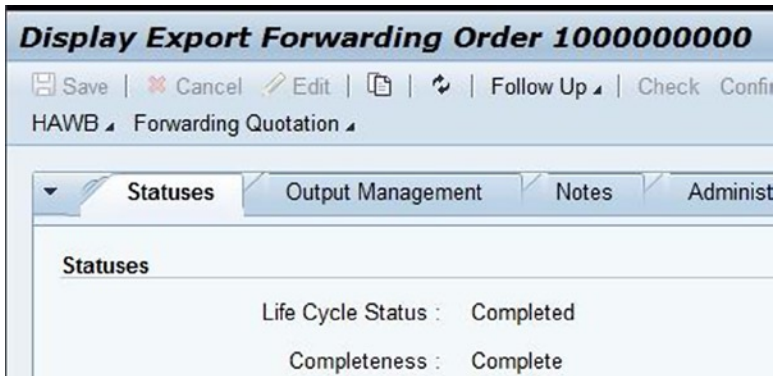 Display Export Forwarding Order 1000000000
Save | Cancel Edit | | | Follow Up | Check
HAWB Forwarding Quotation
Statuses Output Management Notes
Statuses
Life Cycle Status : Completed
Completeness : Complete